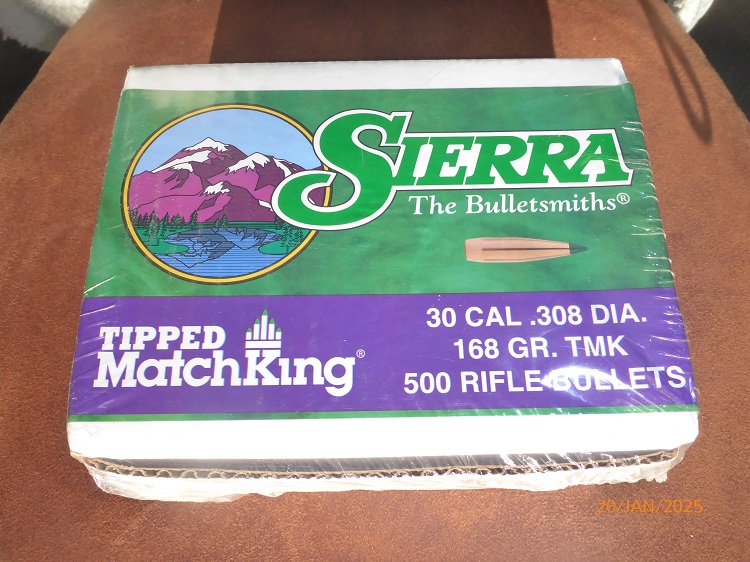 SIERRA
The Bulletsmiths®
TIPPED
MatchKing®
30 CAL .308 DIA.
168 GR. TMK
500 RIFLE BULLETS
20/JAN/2025